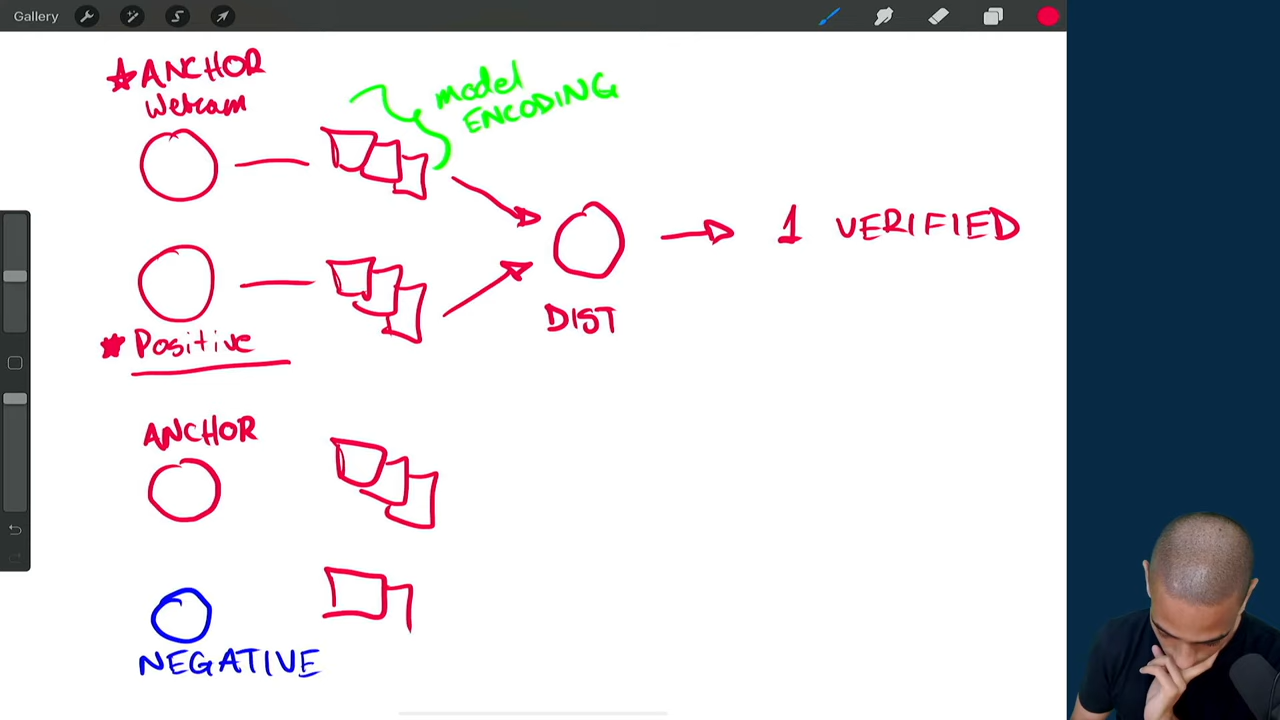 Gallery
ANCHOR
Webcam
model
ENCODING
1 VERIFIED
DIST
Positive
ANCHOR
NEGATIVE